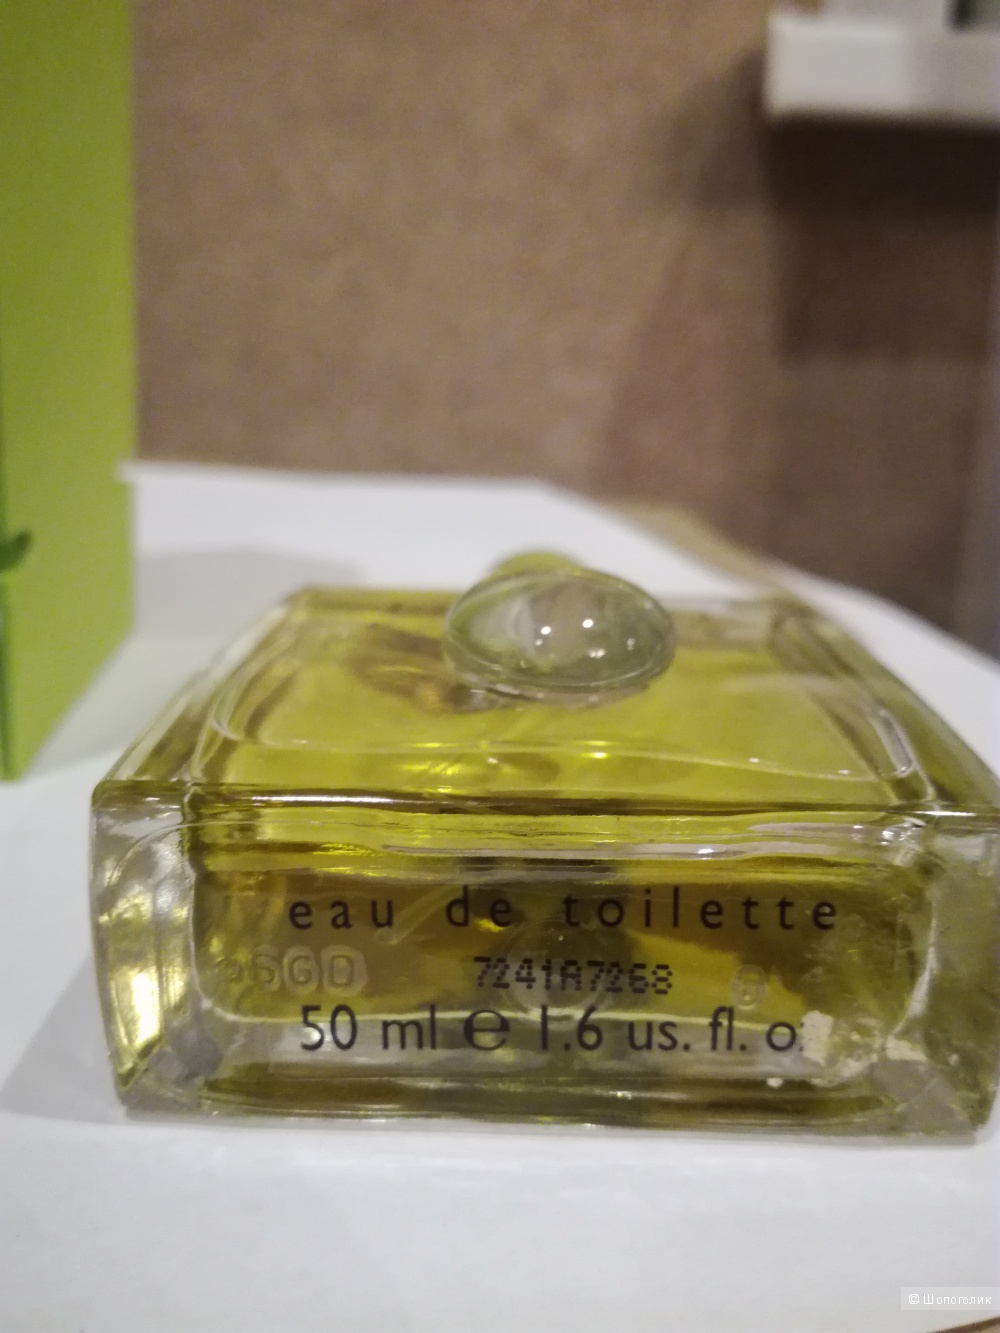 eau de toilette
SGD
7241A7268
50 ml e 1.6 us. fl. o
© Шопоголик